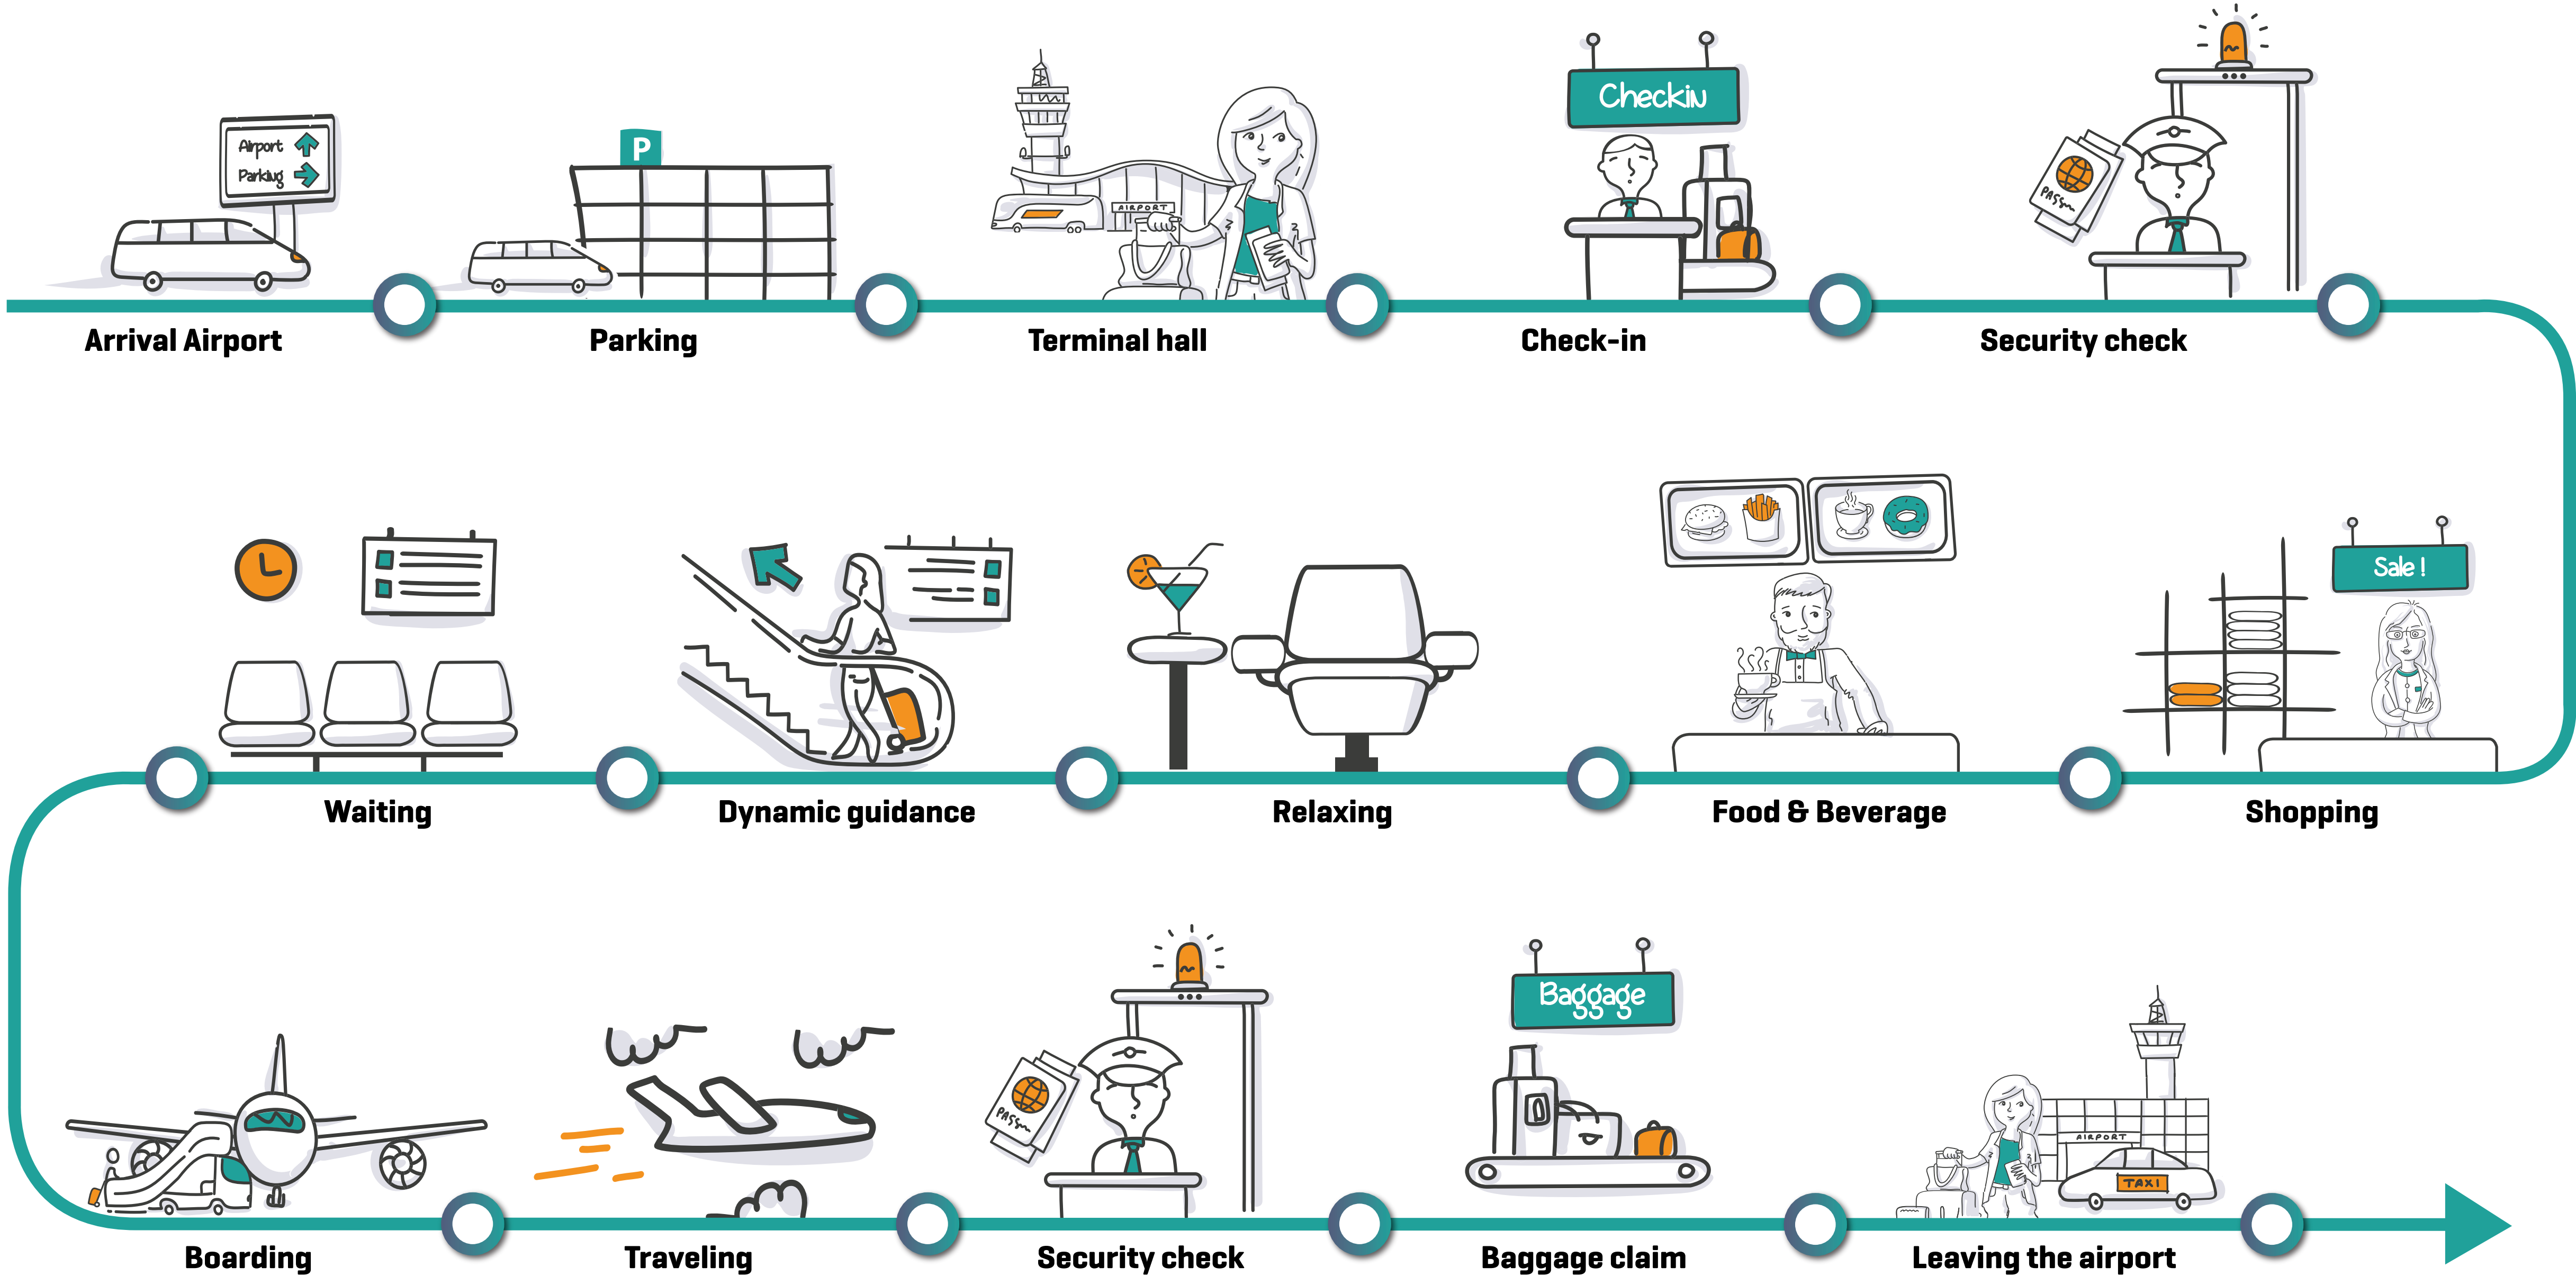 Airport
Parking
P
AIRPORT
Checkin
PASS
Arrival Airport
Parking
Terminal hall
Check-in
Security check
Sale!
Waiting
Dynamic guidance
Relaxing
Food & Beverage
Shopping
PASS
Baggage
AIRPORT
TAXI
Boarding
Traveling
Security check
Baggage claim
Leaving the airport